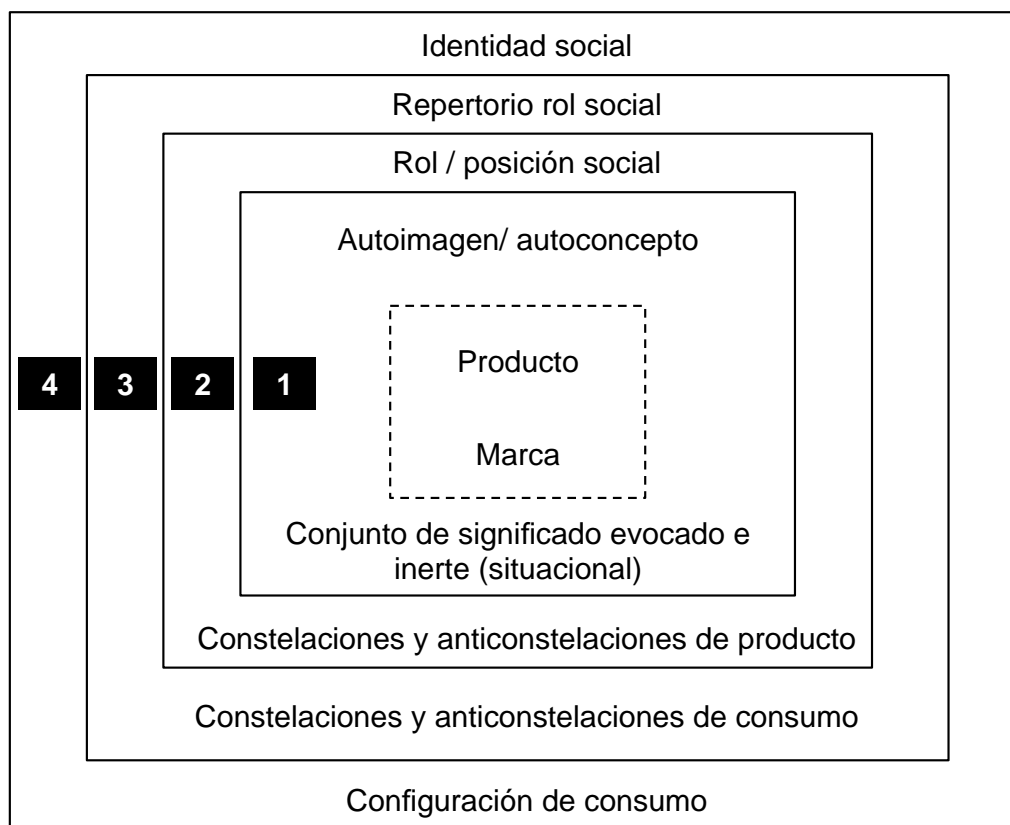 Identidad social
Repertorio rol social
Rol / posición social
Autoimagen/ autoconcepto
Producto
4 3 2 1
Marca
Conjunto de significado evocado e
inerte (situacional)
Constelaciones y anticonstelaciones de producto
Constelaciones y anticonstelaciones de consumo
Configuración de consumo